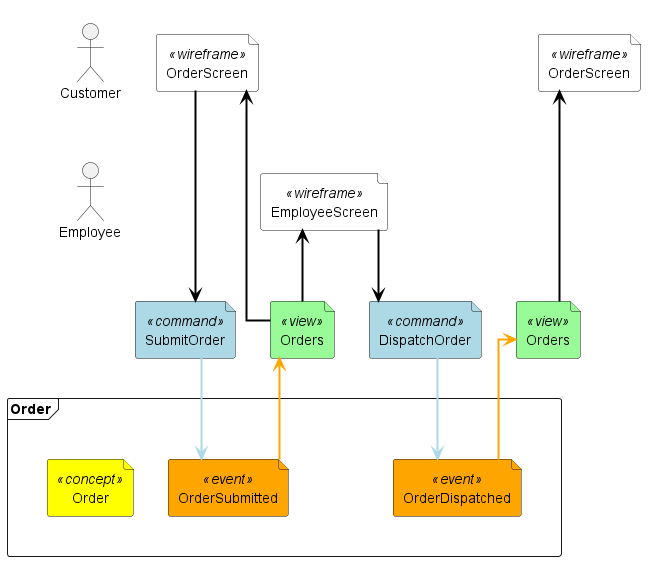 «wireframe»
OrderScreen
Customer
«wireframe»
OrderScreen
«wireframe»
EmployeeScreen
Employee
«command»
SubmitOrder
«view»
Orders
«command»
DispatchOrder
«view»
Orders
Order
«concept»
Order
«event»
OrderSubmitted
«event»
OrderDispatched